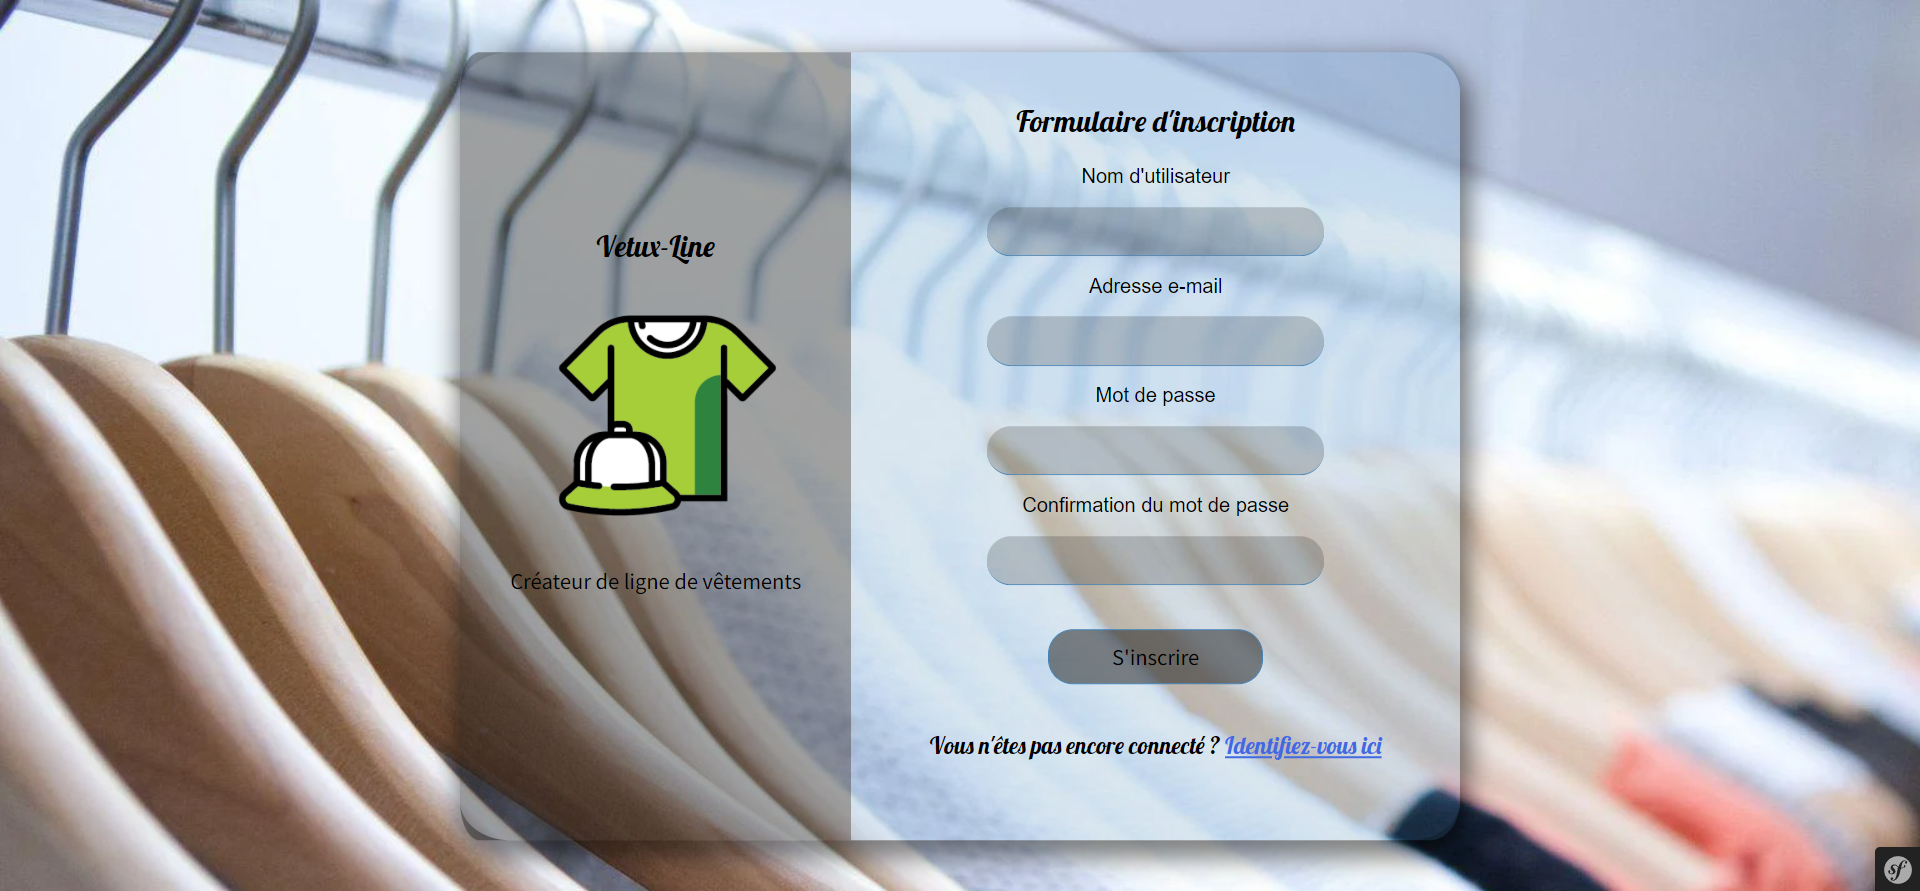 Vetux-Line
Créateur de ligne de vêtements
Formulaire d'inscription
Nom d'utilisateur
Adresse e-mail
Mot de passe
Confirmation du mot de passe
S'inscrire
Vous n'êtes pas encore connecté ? Identifiez-vous ici
sf